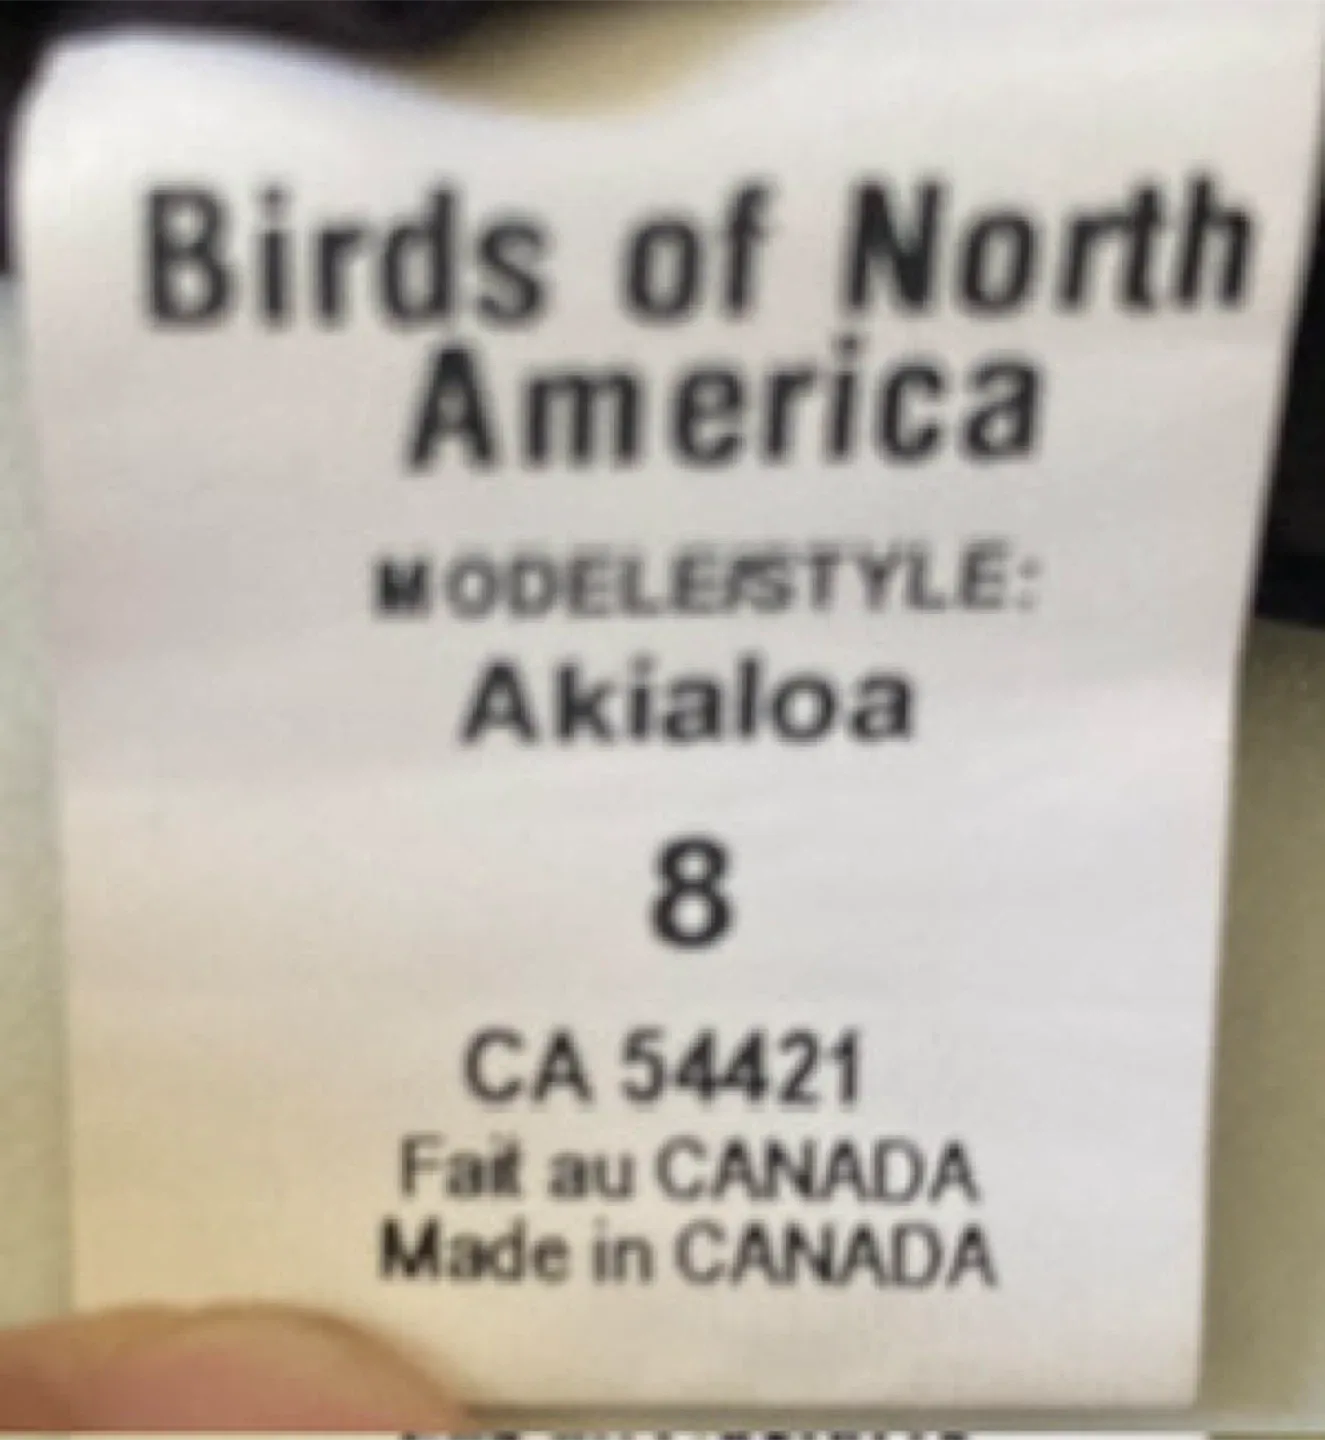 Birds of North
America
MODELE/STYLE:
Akialoa
8
CA 54421
Fait au CANADA
Made in CANADA